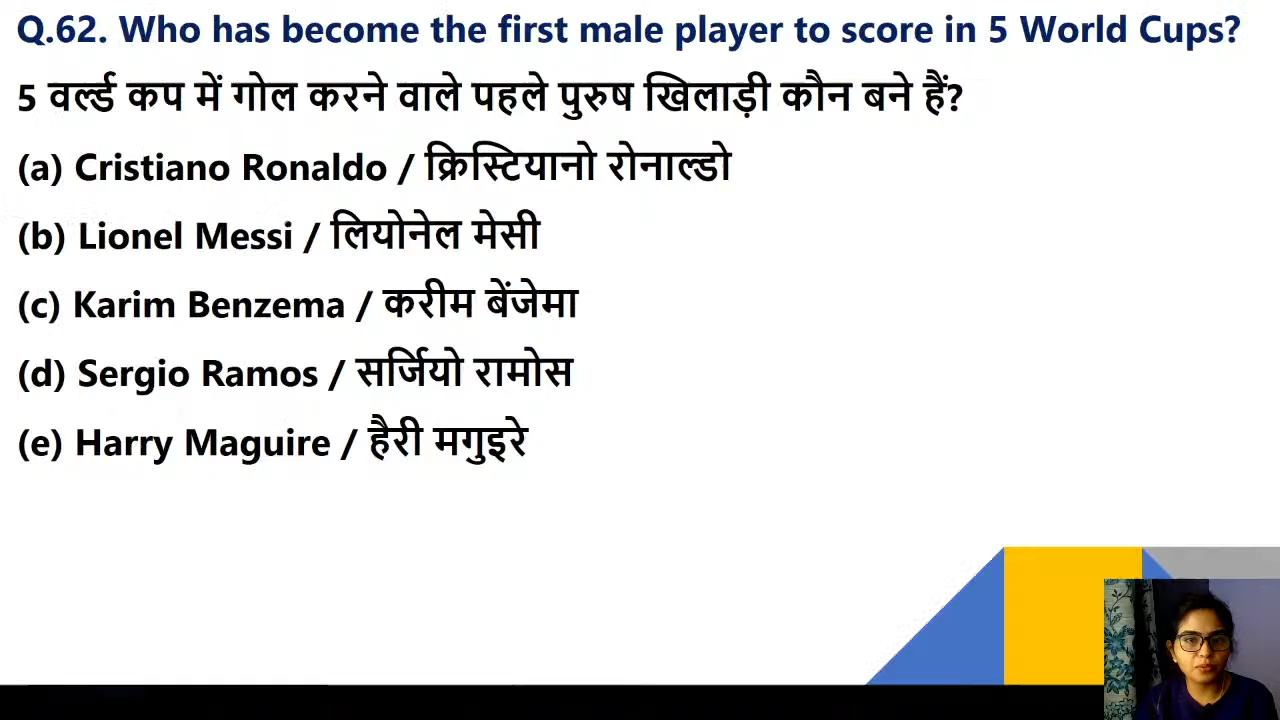 Q.62. Who has become the first male player to score in 5 World Cups?
5 वर्ल्ड कप में गोल करने वाले पहले पुरुष खिलाड़ी कौन बने हैं?
(a) Cristiano Ronaldo / क्रिस्टियानो रोनाल्डो
(b) Lionel Messi / लियोनेल मेसी
(c) Karim Benzema / करीम बेंजेमा
(d) Sergio Ramos / सर्जियो रामोस
(e) Harry Maguire / हैरी मगुइरे